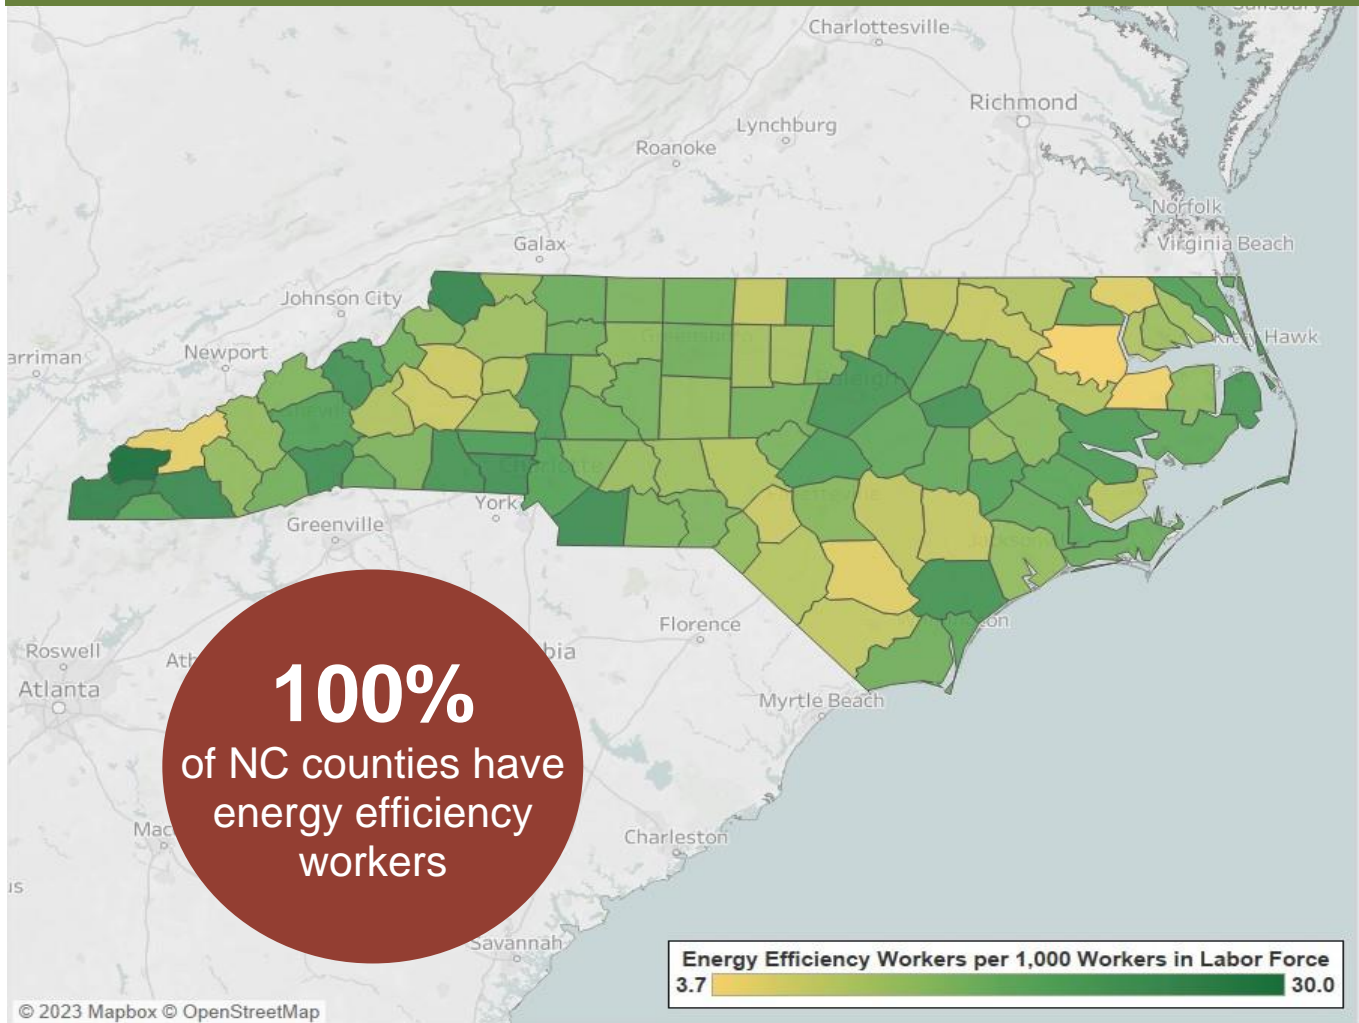 Charlottesville
Richmond
Lynchburg
Roanoke
Norfolk
Virginia Beach
Galax
Johnson City
Newport
arriman
Hawk
York
Greenville
Florence
Roswell
Atlanta
Myrtle Beach
Charleston
Savannah
100%
of NC counties have
energy efficiency
workers
Energy Efficiency Workers per 1,000 Workers in Labor Force
3.7 30.0
© 2023 Mapbox © OpenStreetMap